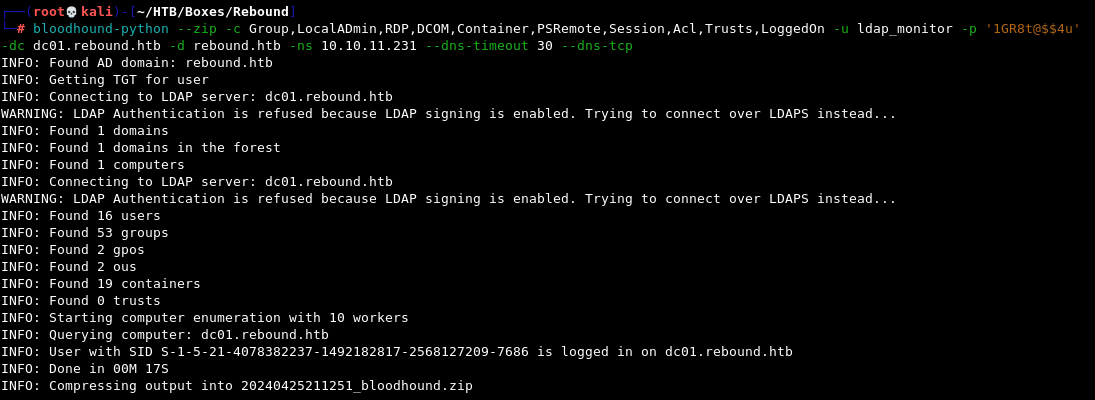 ┌──(root💀kali)-[~/HTB/Boxes/Rebound]
└─# bloodhound-python --zip -c Group,LocalADmin,RDP,DCOM,Container,PSRemote,Session,Acl,Trusts,LoggedOn -u ldap_monitor -p '1GR8t@$$4u'
-dc dc01.rebound.htb -d rebound.htb -ns 10.10.11.231 --dns-timeout 30 --dns-tcp
INFO: Found AD domain: rebound.htb
INFO: Getting TGT for user
INFO: Connecting to LDAP server: dc01.rebound.htb
WARNING: LDAP Authentication is refused because LDAP signing is enabled. Trying to connect over LDAPS instead...
INFO: Found 1 domains
INFO: Found 1 domains in the forest
INFO: Found 1 computers
INFO: Connecting to LDAP server: dc01.rebound.htb
WARNING: LDAP Authentication is refused because LDAP signing is enabled. Trying to connect over LDAPS instead...
INFO: Found 16 users
INFO: Found 53 groups
INFO: Found 2 gpos
INFO: Found 2 ous
INFO: Found 19 containers
INFO: Found 0 trusts
INFO: Starting computer enumeration with 10 workers
INFO: Querying computer: dc01.rebound.htb
INFO: User with SID S-1-5-21-4078382237-1492182817-2568127209-7686 is logged in on dc01.rebound.htb
INFO: Done in 00M 17S
INFO: Compressing output into 20240425211251_bloodhound.zip